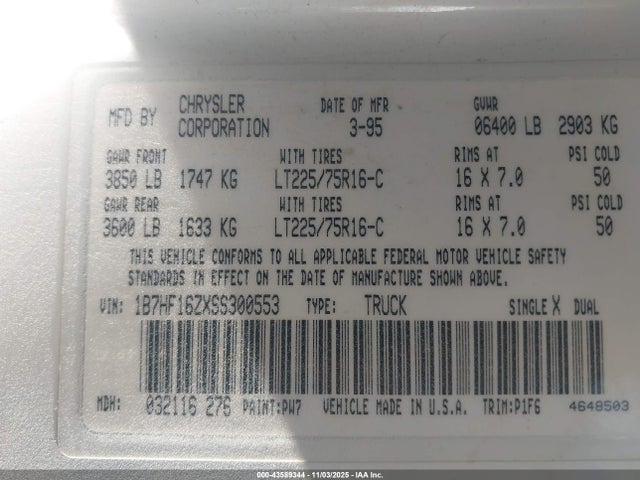 MFD BY CHRYSLER CORPORATION DATE OF MFR 3-95 GVWR 06400 LB 2903 KG
GAWR FRONT WITH TIRES RIMS AT PSI COLD
3850 LB 1747 KG LT225/75R16-C 16 X 7.0 50
GAWR REAR WITH TIRES RIMS AT PSI COLD
3600 LB 1633 KG LT225/75R16-C 16 X 7.0 50
THIS VEHICLE CONFORMS TO ALL APPLICABLE FEDERAL MOTOR VEHICLE SAFETY
STANDARDS IN EFFECT ON THE DATE OF MANUFACTURE SHOWN ABOVE.
VIN: 1B7HF16ZXSS300553 TYPE: TRUCK SINGLE X DUAL
MDH: 032116 276 PAINT:PW7 VEHICLE MADE IN U.S.A. TRIM:P1F6 4648503
000-43589344 - 11/03/2025 - IAA Inc.